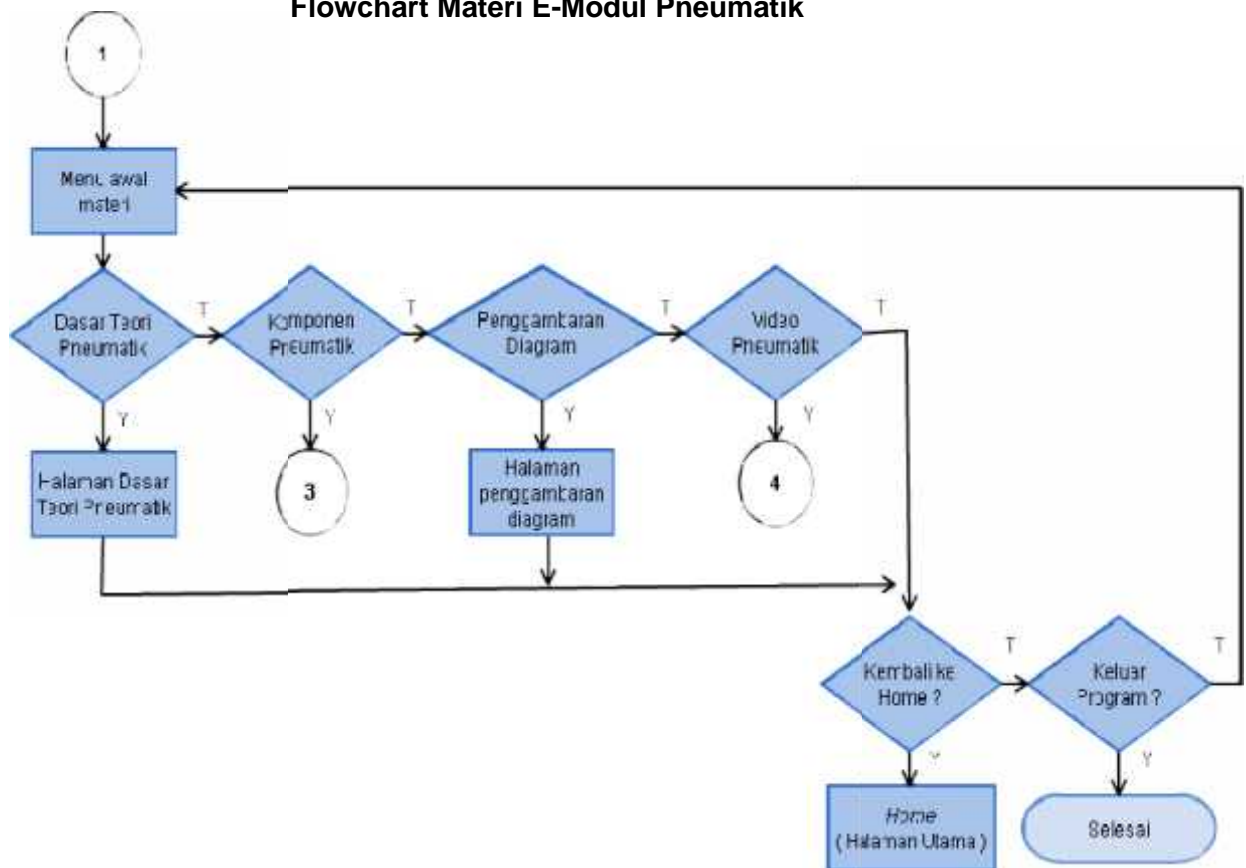 Flowchart Materi E-Modul Pneumatik
1
Menu awal
materi
Dasar Teori
Pneumatik
T
Komponen
Pneumatik
T
Penggambaran
Diagram
T
Video
Pneumatik
T
Y
Y
Y
Y
Halaman Dasar
Teori Pneumatik
3
Halaman
penggambaran
diagram
4
Kembali ke
Home ?
T
Keluar
Program ?
T
Y
Y
Home
( Halaman Utama )
Selesai